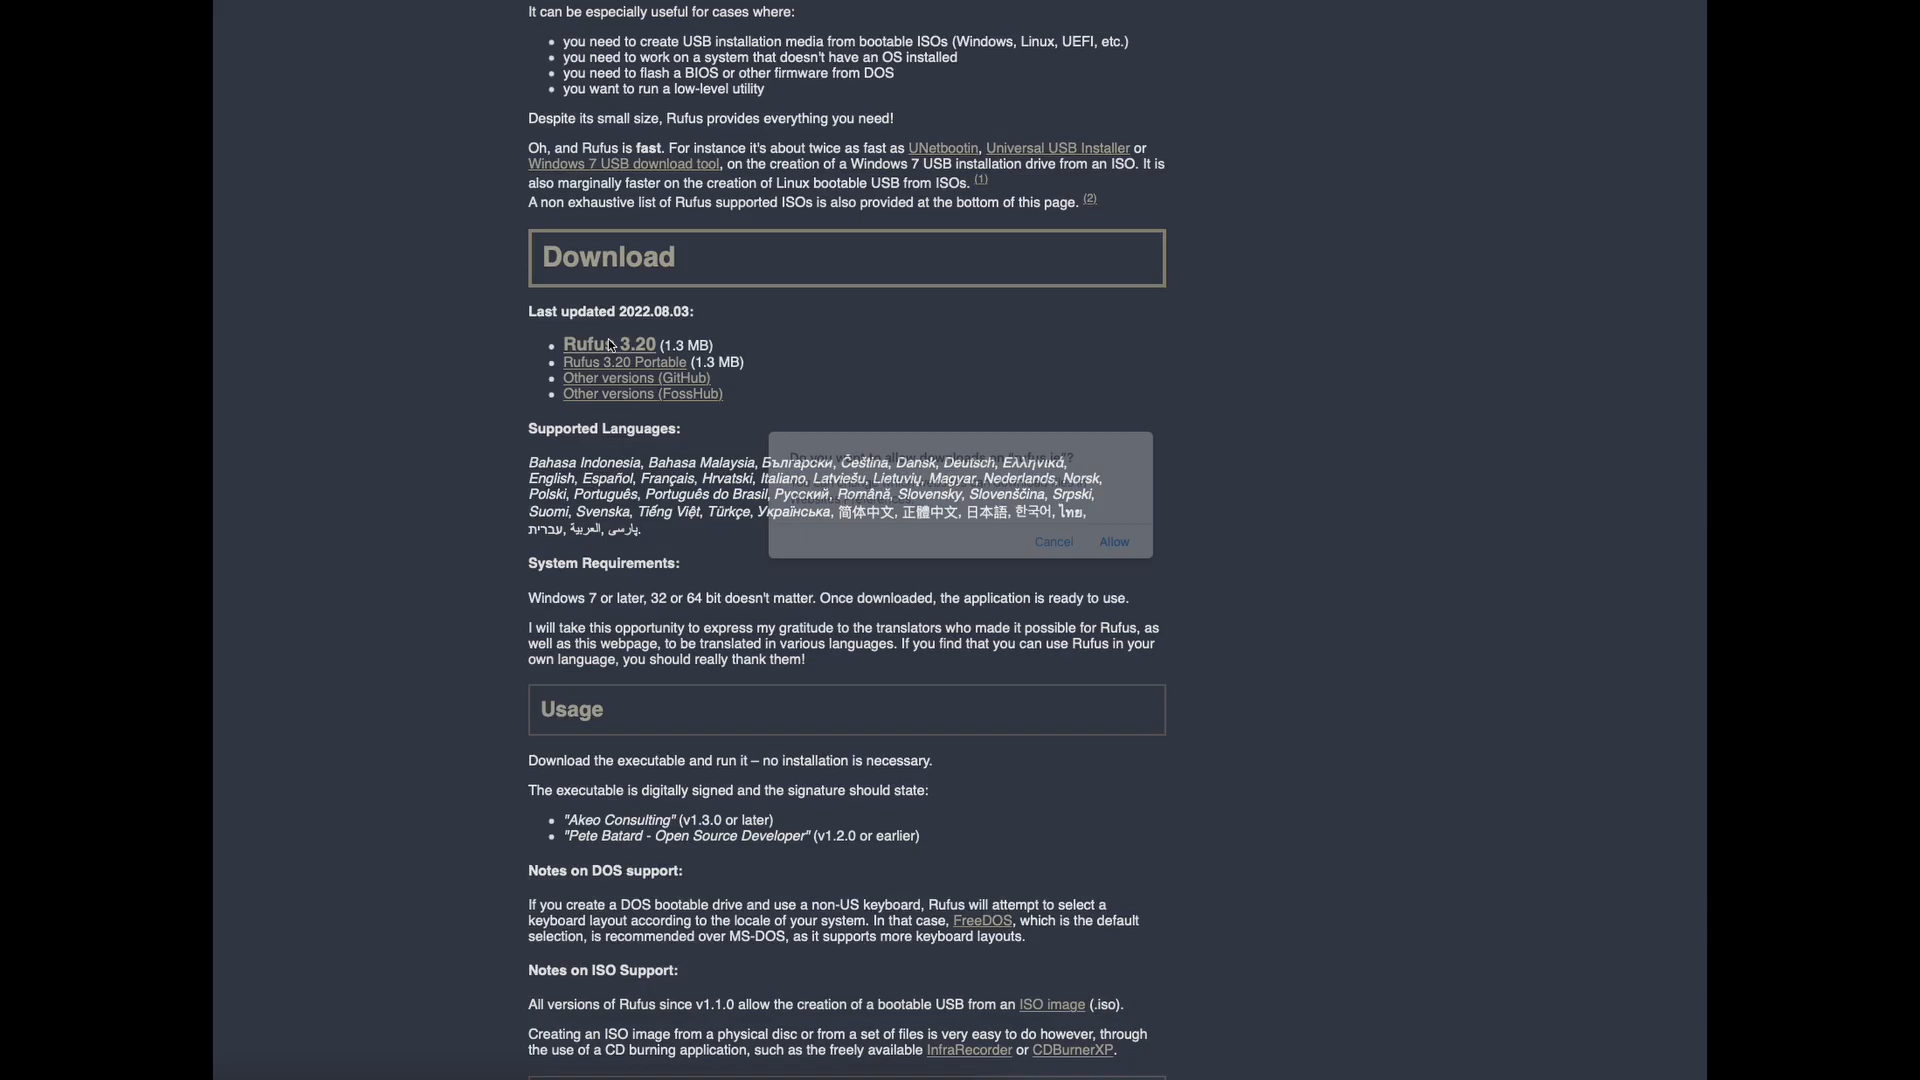 It can be especially useful for cases where:
you need to create USB installation media from bootable ISOs (Windows, Linux, UEFI, etc.)
you need to work on a system that doesn't have an OS installed
you need to flash a BIOS or other firmware from DOS
you want to run a low-level utility
Despite its small size, Rufus provides everything you need!
Oh, and Rufus is fast. For instance it's about twice as fast as UNetbootin, Universal USB Installer or
Windows 7 USB download tool, on the creation of a Windows 7 USB installation drive from an ISO. It is
also marginally faster on the creation of Linux bootable USB from ISOs. (1)
A non exhaustive list of Rufus supported ISOs is also provided at the bottom of this page. (2)
Download
Last updated 2022.08.03:
Rufus 3.20 (1.3 MB)
Rufus 3.20 Portable (1.3 MB)
Other versions (GitHub)
Other versions (FossHub)
Supported Languages:
Do you want to allow downloads on "rufus.ie"?
Bahasa Indonesia, Bahasa Malaysia, Български, Čeština, Dansk, Deutsch, Ελληνικά,
English, Español, Français, Hrvatski, Italiano, Latviešu, Lietuvių, Magyar, Nederlands, Norsk,
Polski, Português, Português do Brasil, Русский, Română, Slovensky, Slovenščina, Srpski,
Suomi, Svenska, Tiếng Việt, Türkçe, Українська, 简体中文, 正體中文, 日本語, 한국어, ไทย,
עברית, العربية, پارسی.
Cancel Allow
System Requirements:
Windows 7 or later, 32 or 64 bit doesn't matter. Once downloaded, the application is ready to use.
I will take this opportunity to express my gratitude to the translators who made it possible for Rufus, as
well as this webpage, to be translated in various languages. If you find that you can use Rufus in your
own language, you should really thank them!
Usage
Download the executable and run it – no installation is necessary.
The executable is digitally signed and the signature should state:
"Akeo Consulting" (v1.3.0 or later)
"Pete Batard - Open Source Developer" (v1.2.0 or earlier)
Notes on DOS support:
If you create a DOS bootable drive and use a non-US keyboard, Rufus will attempt to select a
keyboard layout according to the locale of your system. In that case, FreeDOS, which is the default
selection, is recommended over MS-DOS, as it supports more keyboard layouts.
Notes on ISO Support:
All versions of Rufus since v1.1.0 allow the creation of a bootable USB from an ISO image (.iso).
Creating an ISO image from a physical disc or from a set of files is very easy to do however, through
the use of a CD burning application, such as the freely available InfraRecorder or CDBurnerXP.